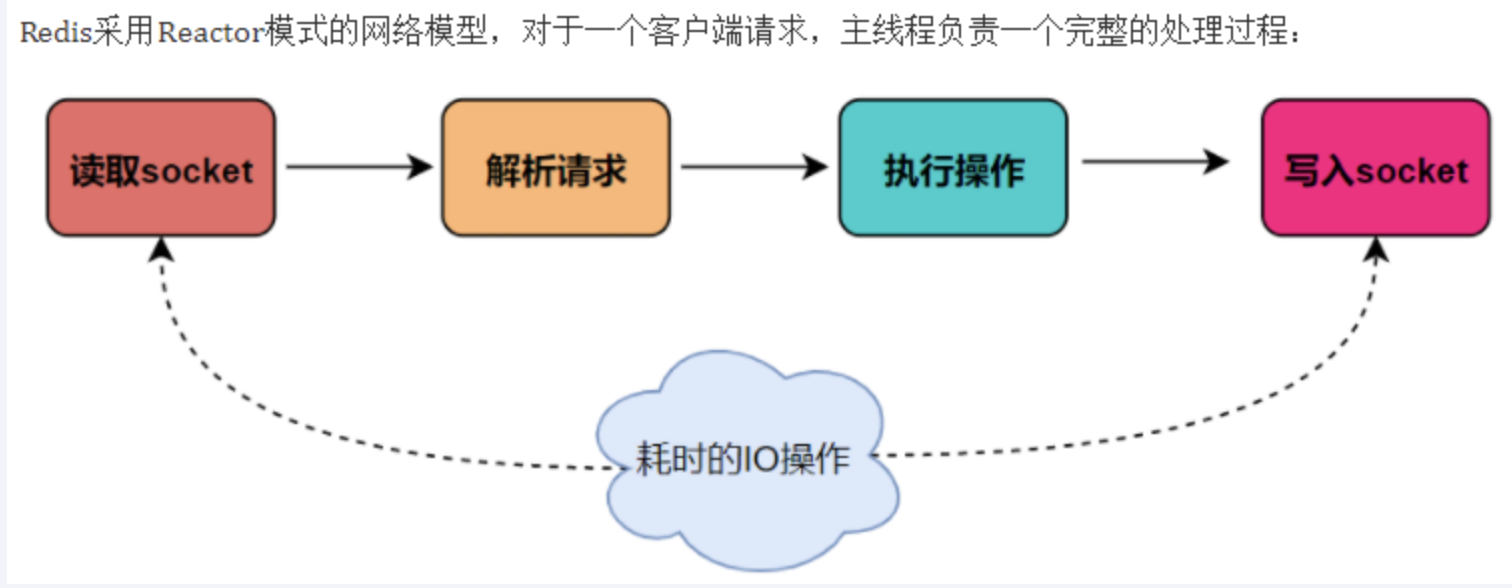 Redis采用Reactor模式的网络模型，对于一个客户端请求，主线程负责一个完整的处理过程：
读取socket
解析请求
执行操作
写入socket
耗时的IO操作